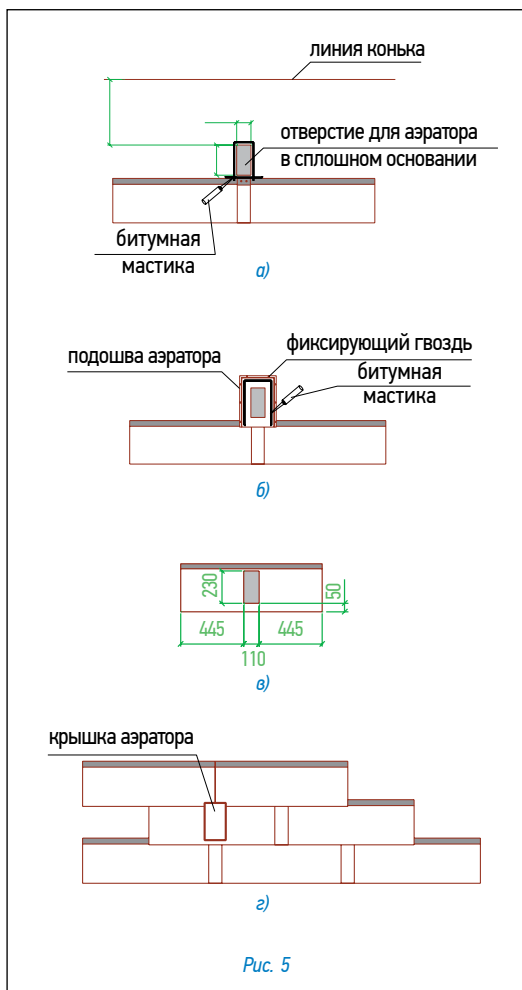 линия конька
отверстие для аэратора
в сплошном основании
битумная
мастика
а)
фиксирующий гвоздь
подошва аэратора
битумная
мастика
б)
230
50
445
445
110
в)
крышка аэратора
г)
Рис. 5